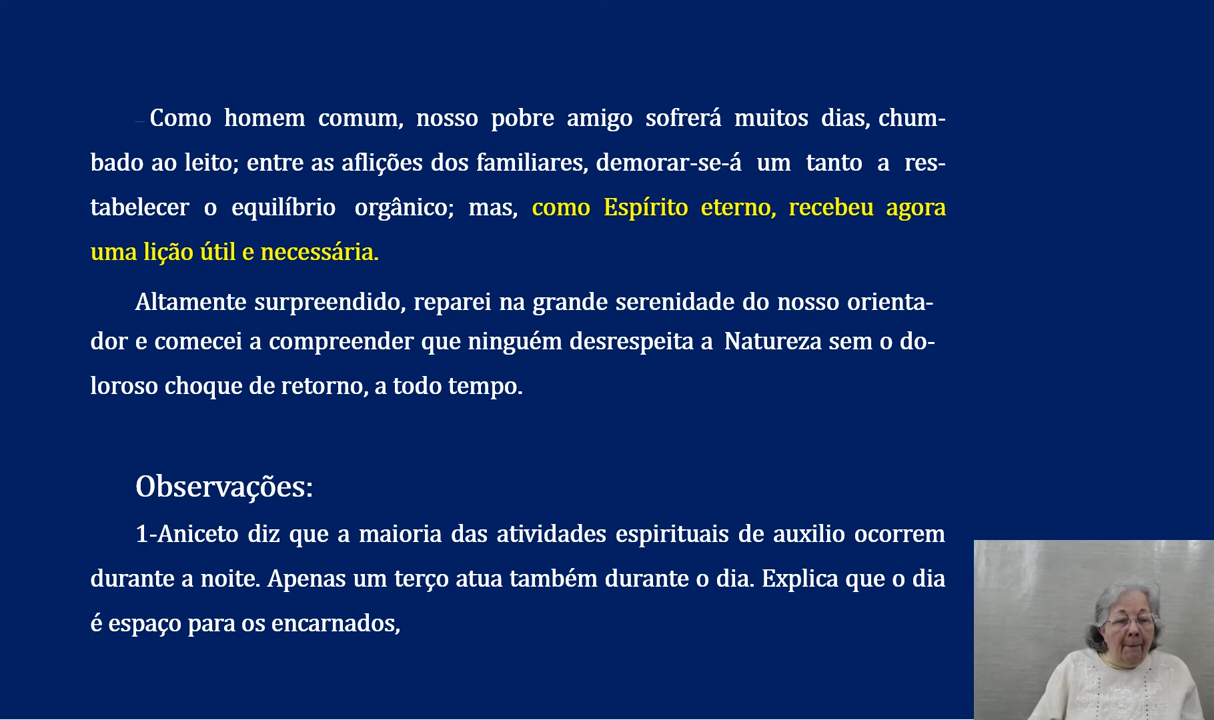 – Como homem comum, nosso pobre amigo sofrerá muitos dias, chum-
bado ao leito; entre as aflições dos familiares, demorar-se-á um tanto a res-
tabelecer o equilíbrio orgânico; mas, como Espírito eterno, recebeu agora
uma lição útil e necessária.
Altamente surpreendido, reparei na grande serenidade do nosso orienta-
dor e comecei a compreender que ninguém desrespeita a Natureza sem o do-
loroso choque de retorno, a todo tempo.
Observações:
1-Aniceto diz que a maioria das atividades espirituais de auxilio ocorrem
durante a noite. Apenas um terço atua também durante o dia. Explica que o dia
é espaço para os encarnados,